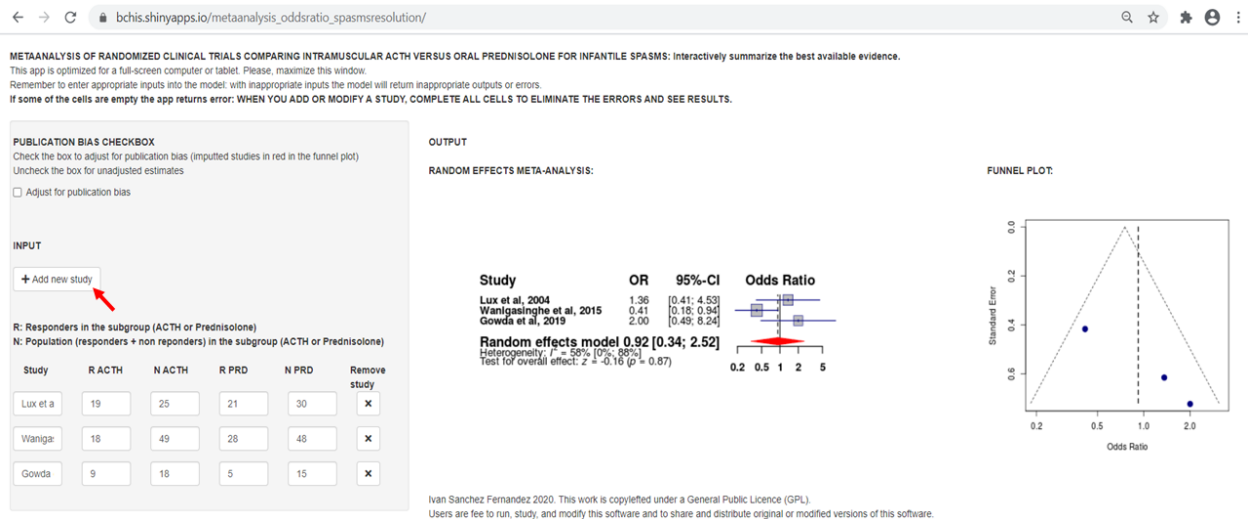 bchis.shinyapps.io/metaanalysis_oddsratio_spasmsresolution/
METAANALYSIS OF RANDOMIZED CLINICAL TRIALS COMPARING INTRAMUSCULAR ACTH VERSUS ORAL PREDNISOLONE FOR INFANTILE SPASMS: Interactively summarize the best available evidence.
This app is optimized for a full-screen computer or tablet. Please, maximize this window.
Remember to enter appropriate inputs into the model: with inappropriate inputs the model will return inappropriate outputs or errors.
If some of the cells are empty the app returns error: WHEN YOU ADD OR MODIFY A STUDY, COMPLETE ALL CELLS TO ELIMINATE THE ERRORS AND SEE RESULTS.
PUBLICATION BIAS CHECKBOX
Check the box to adjust for publication bias (imputted studies in red in the funnel plot)
Uncheck the box for unadjusted estimates
Adjust for publication bias
INPUT
+ Add new study
R: Responders in the subgroup (ACTH or Prednisolone)
N: Population (responders + non reponders) in the subgroup (ACTH or Prednisolone)
Study R ACTH N ACTH R PRD N PRD Remove
study
Lux et a 19 25 21 30 ×
Waniga: 18 49 28 48 ×
Gowda 9 18 5 15 ×
OUTPUT
RANDOM EFFECTS META-ANALYSIS:
Study OR 95%-CI Odds Ratio
Lux et al, 2004 1.36 [0.41; 4.53]
Wanigasinghe et al, 2015 0.41 [0.18; 0.94]
Gowda et al, 2019 2.00 [0.49; 8.24]
Random effects model 0.92 [0.34; 2.52]
Heterogeneity: I² = 58% [0%; 88%]
Test for overall effect: z = -0.16 (p = 0.87)
0.2 0.5 1 2 5
FUNNEL PLOT:
Standard Error
0.0
0.2
0.4
0.6
0.2 0.5 1.0 2.0
Odds Ratio
Ivan Sanchez Fernandez 2020. This work is copylefted under a General Public Licence (GPL).
Users are fee to run, study, and modify this software and to share and distribute original or modified versions of this software.